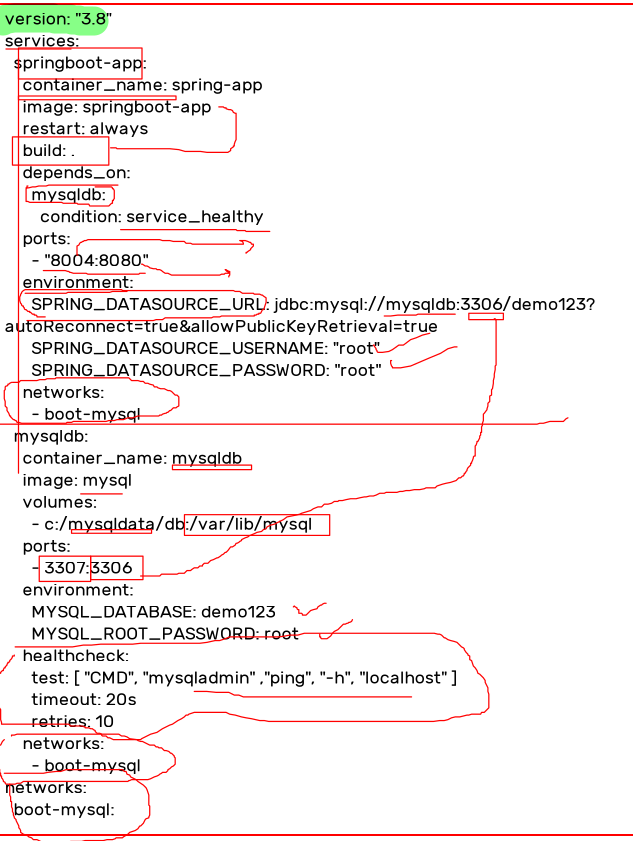 version: "3.8"
services:
springboot-app:
container_name: spring-app
image: springboot-app
restart: always
build: .
depends_on:
mysqldb:
condition: service_healthy
ports:
- "8004:8080"
environment:
SPRING_DATASOURCE_URL: jdbc:mysql://mysqldb:3306/demo123?
autoReconnect=true&allowPublicKeyRetrieval=true
SPRING_DATASOURCE_USERNAME: "root"
SPRING_DATASOURCE_PASSWORD: "root"
networks:
- boot-mysql
mysqldb:
container_name: mysqldb
image: mysql
volumes:
- c:/mysqldata/db:/var/lib/mysql
ports:
- 3307:3306
environment:
MYSQL_DATABASE: demo123
MYSQL_ROOT_PASSWORD: root
healthcheck:
test: [ "CMD", "mysqladmin" ,"ping", "-h", "localhost" ]
timeout: 20s
retries: 10
networks:
- boot-mysql
networks:
boot-mysql: